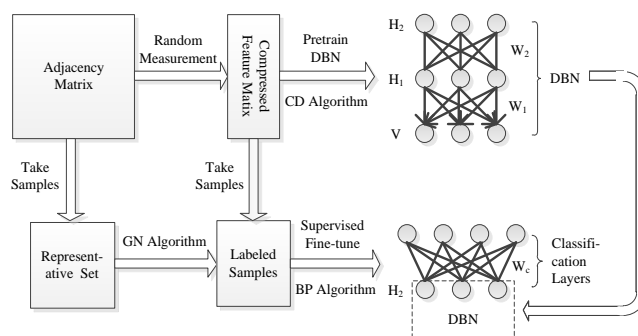 Adjacency
Matrix
Random
Measurement
Compressed
Feature Matix
Pretrain
DBN
CD Algorithm
H2
H1
V
W2
W1
DBN
Take
Samples
Take
Samples
Represent-
ative Set
GN Algorithm
Labeled
Samples
Supervised
Fine-tune
BP Algorithm
H2
Wc
Classifi-
cation
Layers
DBN